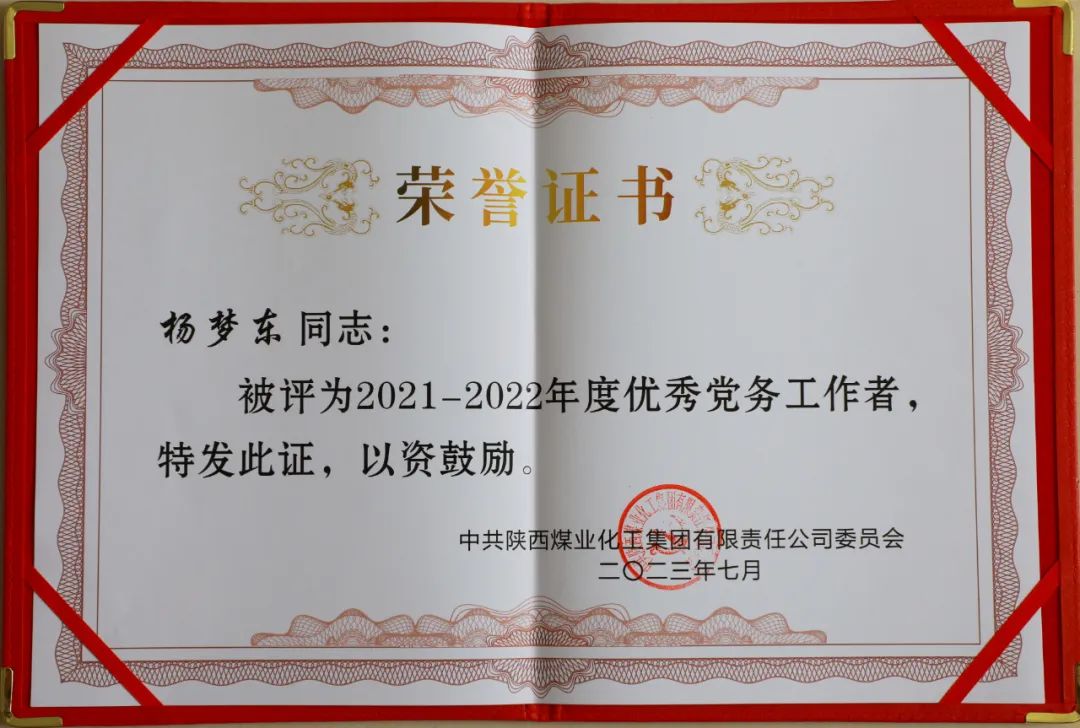 荣誉证书
杨梦东同志：
被评为2021-2022年度优秀党务工作者，
特发此证，以资鼓励。
中共陕西煤业化工集团有限责任公司委员会
二〇二三年七月